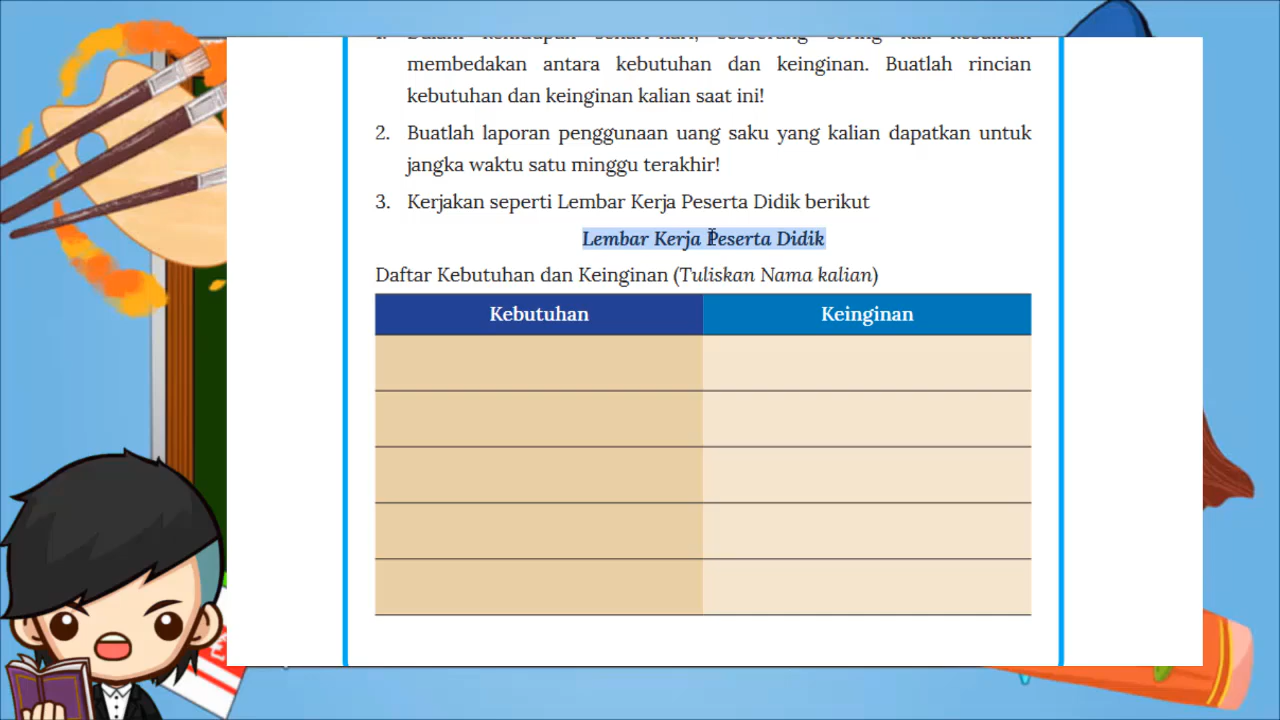 membedakan antara kebutuhan dan keinginan. Buatlah rincian
kebutuhan dan keinginan kalian saat ini!
2. Buatlah laporan penggunaan uang saku yang kalian dapatkan untuk
jangka waktu satu minggu terakhir!
3. Kerjakan seperti Lembar Kerja Peserta Didik berikut
Lembar Kerja Peserta Didik
Daftar Kebutuhan dan Keinginan (Tuliskan Nama kalian)
Kebutuhan
Keinginan